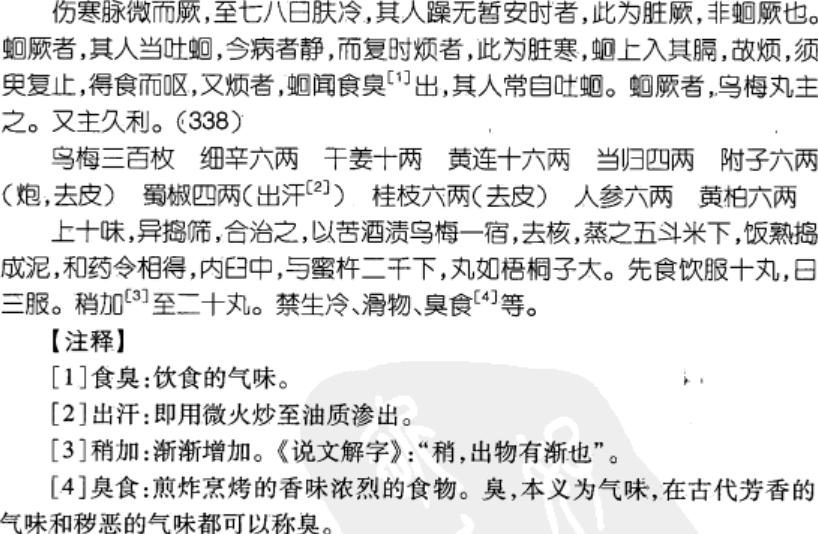 伤寒脉微而厥,至七八日肤冷,其人躁无暂安时者,此为脏厥,非蛔厥也。
蛔厥者,其人当吐蛔,今病者静,而复时烦者,此为脏寒,蛔上入其膈,故烦,须
臾复止,得食而呕,又烦者,蛔闻食臭[1]出,其人常自吐蛔。蛔厥者,乌梅丸主
之。又主久利。(338)
乌梅三百枚 细辛六两 干姜十两 黄连十六两 当归四两 附子六两
(炮,去皮) 蜀椒四两(出汗[2]) 桂枝六两(去皮) 人参六两 黄柏六两
上十味,异捣筛,合治之,以苦酒渍乌梅一宿,去核,蒸之五斗米下,饭熟捣
成泥,和药令相得,内臼中,与蜜杵二千下,丸如梧桐子大。先食饮服十丸,日
三服。稍加[3]至二十丸。禁生冷、滑物、臭食[4]等。
【注释】
[1]食臭:饮食的气味。
[2]出汗:即用微火炒至油质渗出。
[3]稍加:渐渐增加。《说文解字》:“稍,出物有渐也”。
[4]臭食:煎炸烹烤的香味浓烈的食物。臭,本义为气味,在古代芳香的
气味和秽恶的气味都可以称臭。